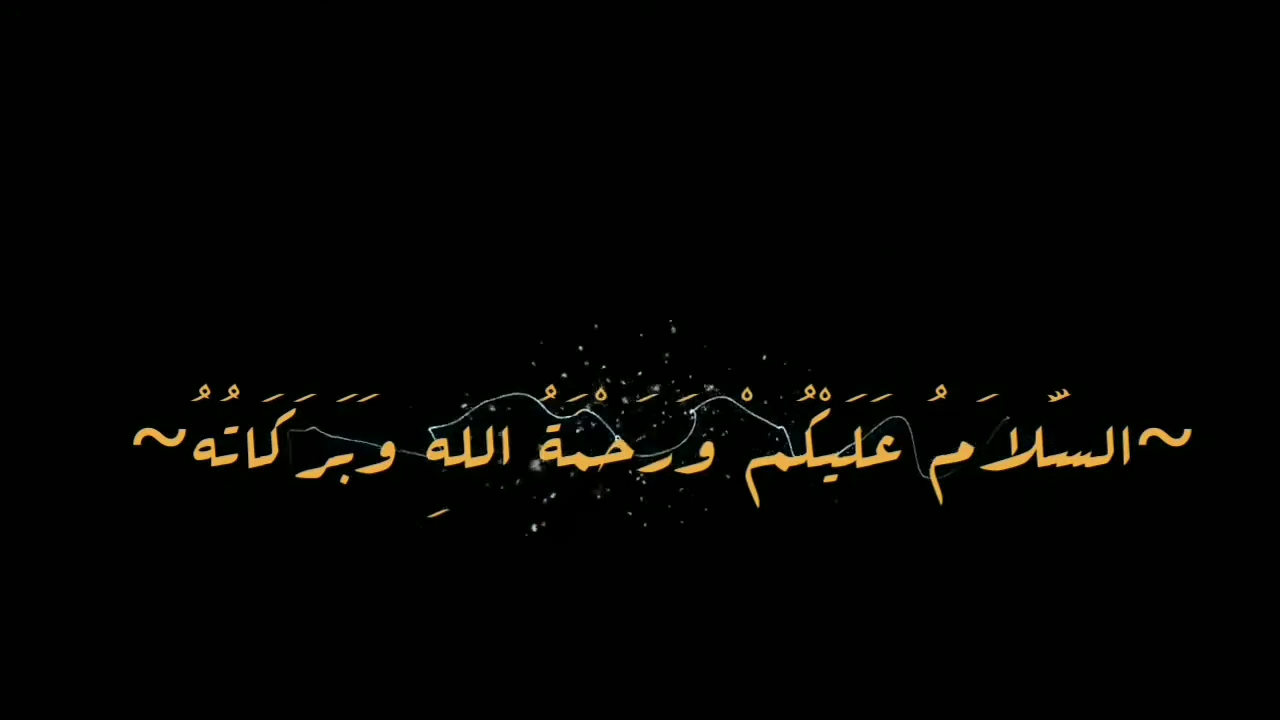 ~السَّلَامُ عَلَيْكُمْ وَرَحْمَةُ اللهِ وَبَرَكَاتُهُ~